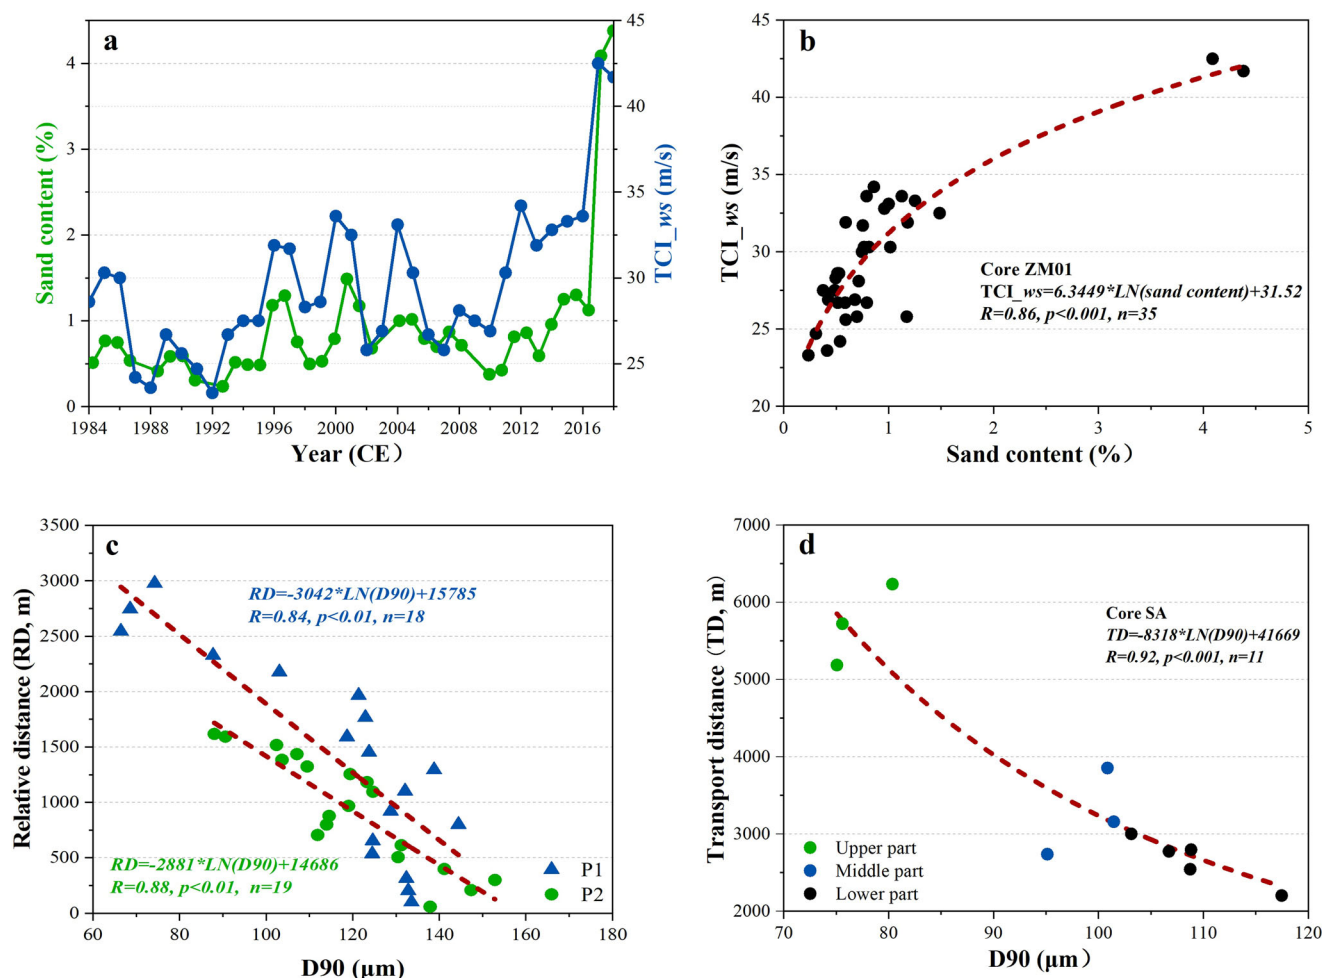 a
Sand content (%)
4
3
2
1
0
45
40
35
30
25
TCI_ws (m/s)
1984 1988 1992 1996 2000 2004 2008 2012 2016
Year (CE）
b
TCI_ws (m/s)
45
40
35
30
25
20
Core ZM01
TCI_ws=6.3449*LN(sand content)+31.52
R=0.86, p<0.001, n=35
0 1 2 3 4 5
Sand content (%）
c
Relative distance (RD, m)
3500
3000
2500
2000
1500
1000
500
0
RD=-3042*LN(D90)+15785
R=0.84, p<0.01, n=18
RD=-2881*LN(D90)+14686
R=0.88, p<0.01, n=19
P1
P2
60 80 100 120 140 160 180
D90 (μm)
d
Transport distance（TD, m)
7000
6000
5000
4000
3000
2000
Core SA
TD=-8318*LN(D90)+41669
R=0.92, p<0.001, n=11
Upper part
Middle part
Lower part
70 80 90 100 110 120
D90 (μm）